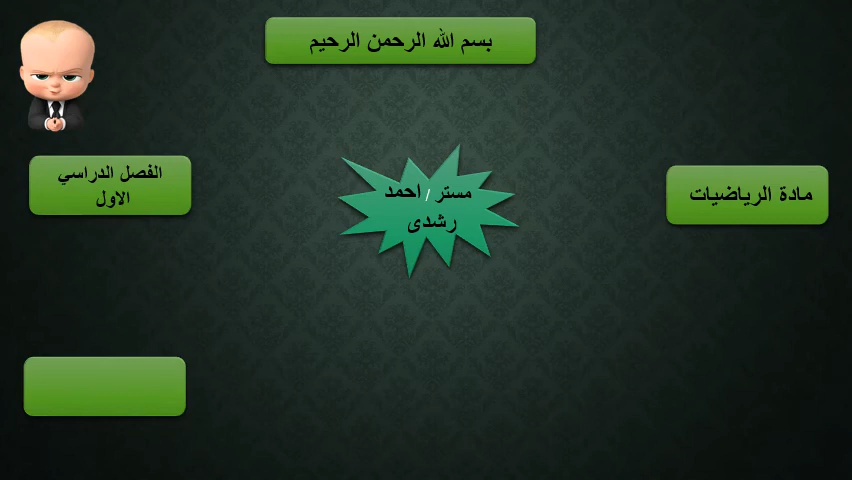 بسم الله الرحمن الرحيم
مادة الرياضيات
مستر / احمد
رشدى
الفصل الدراسي
الاول